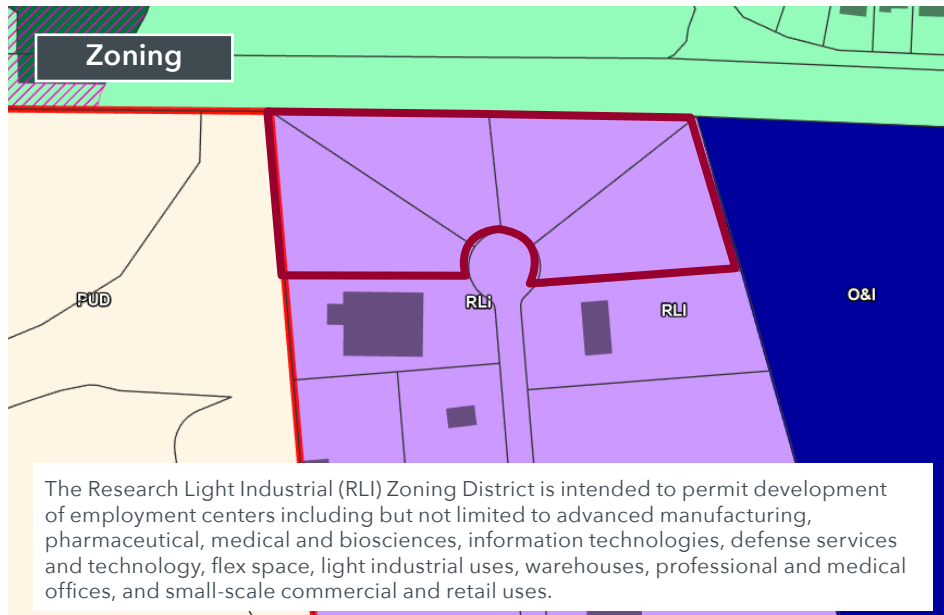 Zoning
PUD
RLi
RLI
O&I
The Research Light Industrial (RLI) Zoning District is intended to permit development
of employment centers including but not limited to advanced manufacturing,
pharmaceutical, medical and biosciences, information technologies, defense services
and technology, flex space, light industrial uses, warehouses, professional and medical
offices, and small-scale commercial and retail uses.